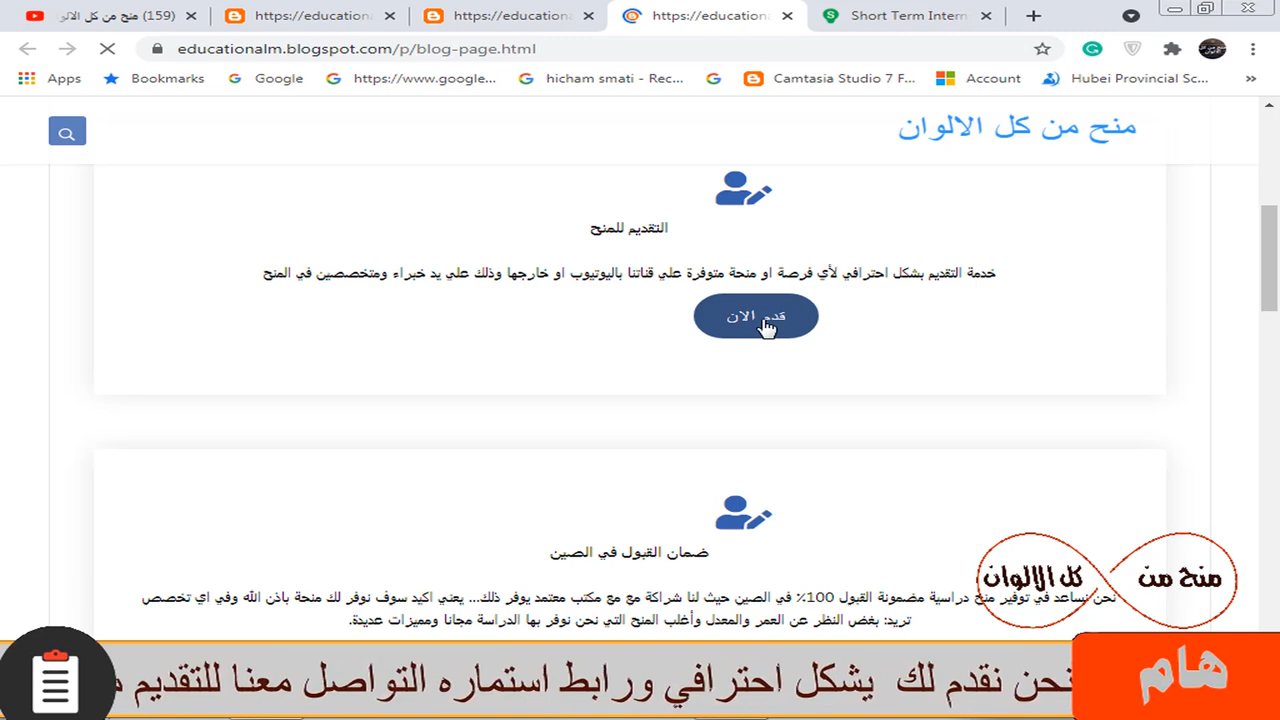 (159) منح من كل الالو
https://educationa
https://educationa
https://educationa
Short Term Intern
educationalm.blogspot.com/p/blog-page.html
Apps
Bookmarks
Google
https://www.google...
hicham smati - Rec...
Camtasia Studio 7 F...
Account
Hubei Provincial Sc...
»
منح من كل الالوان
التقديم للمنح
خدمة التقديم بشكل احترافي لأي فرصة او منحة متوفرة علي قناتنا باليوتيوب او خارجها وذلك علي يد خبراء ومتخصصين في المنح
قدم الان
ضمان القبول في الصين
نحن نساعد في توفير منح دراسية مضمونة القبول 100٪ في الصين حيث لنا شراكة مع مع مكتب معتمد يوفر ذلك... يعني اكيد سوف نوفر لك منحة باذن الله وفي اي تخصص
تريد: بغض النظر عن العمر والمعدل وأغلب المنح التي نحن نوفر بها الدراسة مجانا ومميزات عديدة.
منح من كل الالوان
هام
نحن نقدم لك يشكل احترافي ورابط استماره التواصل معنا للتقديم م